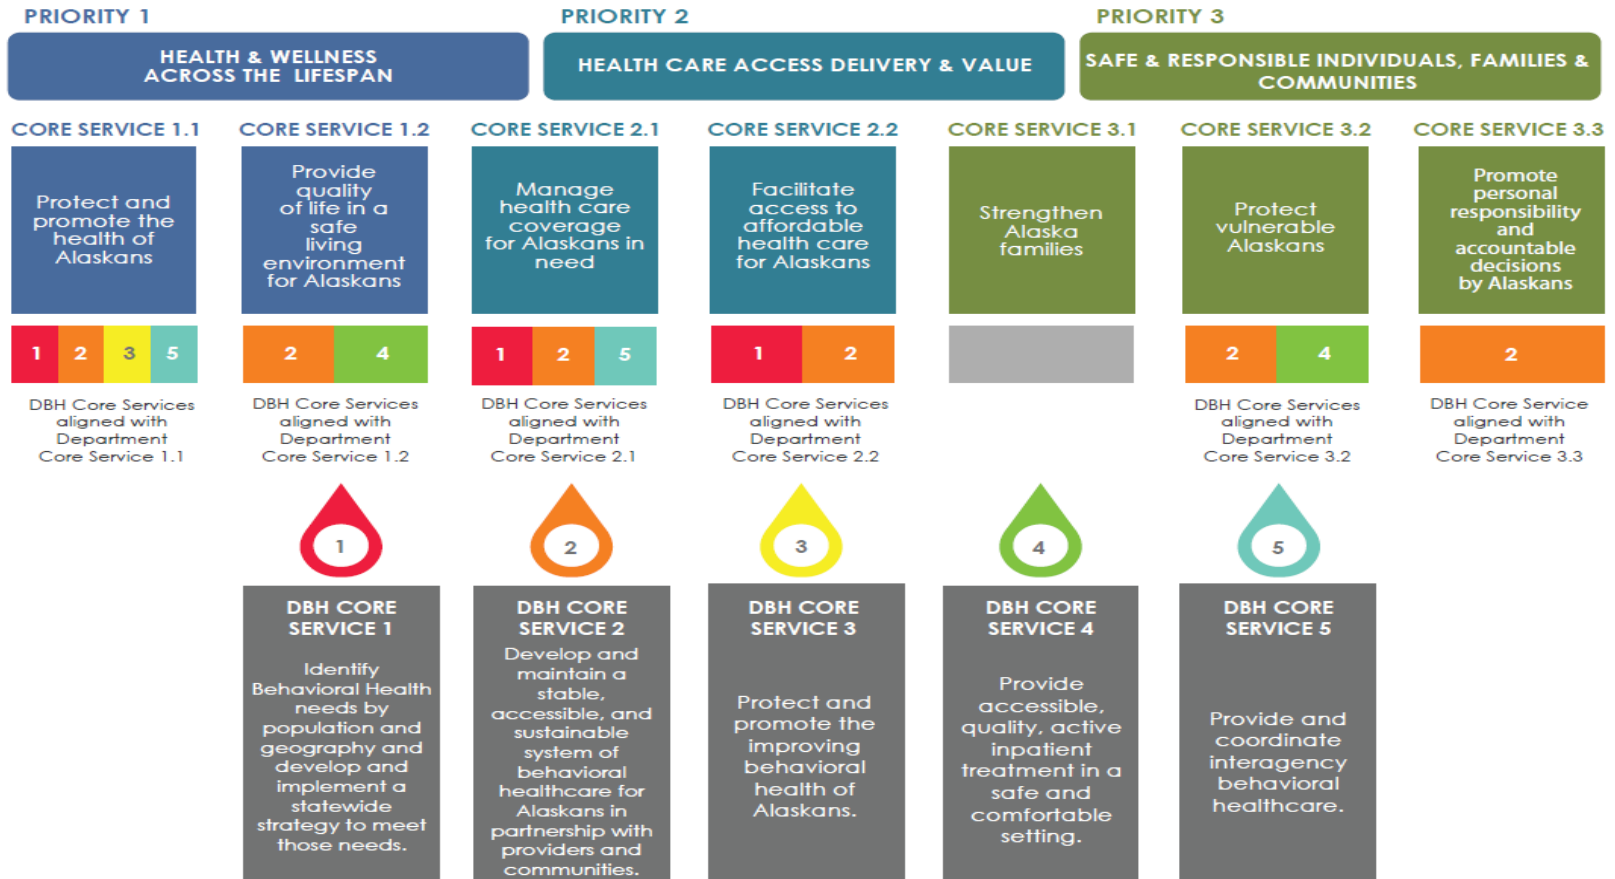 PRIORITY 1
PRIORITY 2
PRIORITY 3
HEALTH & WELLNESS
ACROSS THE LIFESPAN
HEALTH CARE ACCESS DELIVERY & VALUE
SAFE & RESPONSIBLE INDIVIDUALS, FAMILIES &
COMMUNITIES
CORE SERVICE 1.1
Protect and
promote the
health of
Alaskans
1 2 3 5
DBH Core Services
aligned with
Department
Core Service 1.1
CORE SERVICE 1.2
Provide
quality
of life in a
safe
living
environment
for Alaskans
2 4
DBH Core Services
aligned with
Department
Core Service 1.2
CORE SERVICE 2.1
Manage
health care
coverage
for Alaskans in
need
1 2 5
DBH Core Services
aligned with
Department
Core Service 2.1
CORE SERVICE 2.2
Facilitate
access to
affordable
health care
for Alaskans
1 2
DBH Core Services
aligned with
Department
Core Service 2.2
CORE SERVICE 3.1
Strengthen
Alaska
families
CORE SERVICE 3.2
Protect
vulnerable
Alaskans
2 4
DBH Core Services
aligned with
Department
Core Service 3.2
CORE SERVICE 3.3
Promote
personal
responsibility
and
accountable
decisions
by Alaskans
2
DBH Core Service
aligned with
Department
Core Service 3.3
1
DBH CORE
SERVICE 1
Identify
Behavioral Health
needs by
population and
geography and
develop and
implement a
statewide
strategy to meet
those needs.
2
DBH CORE
SERVICE 2
Develop and
maintain a
stable,
accessible, and
sustainable
system of
behavioral
healthcare for
Alaskans in
partnership with
providers and
communities.
3
DBH CORE
SERVICE 3
Protect and
promote the
improving
behavioral
health of
Alaskans.
4
DBH CORE
SERVICE 4
Provide
accessible,
quality, active
inpatient
treatment in a
safe and
comfortable
setting.
5
DBH CORE
SERVICE 5
Provide and
coordinate
interagency
behavioral
healthcare.